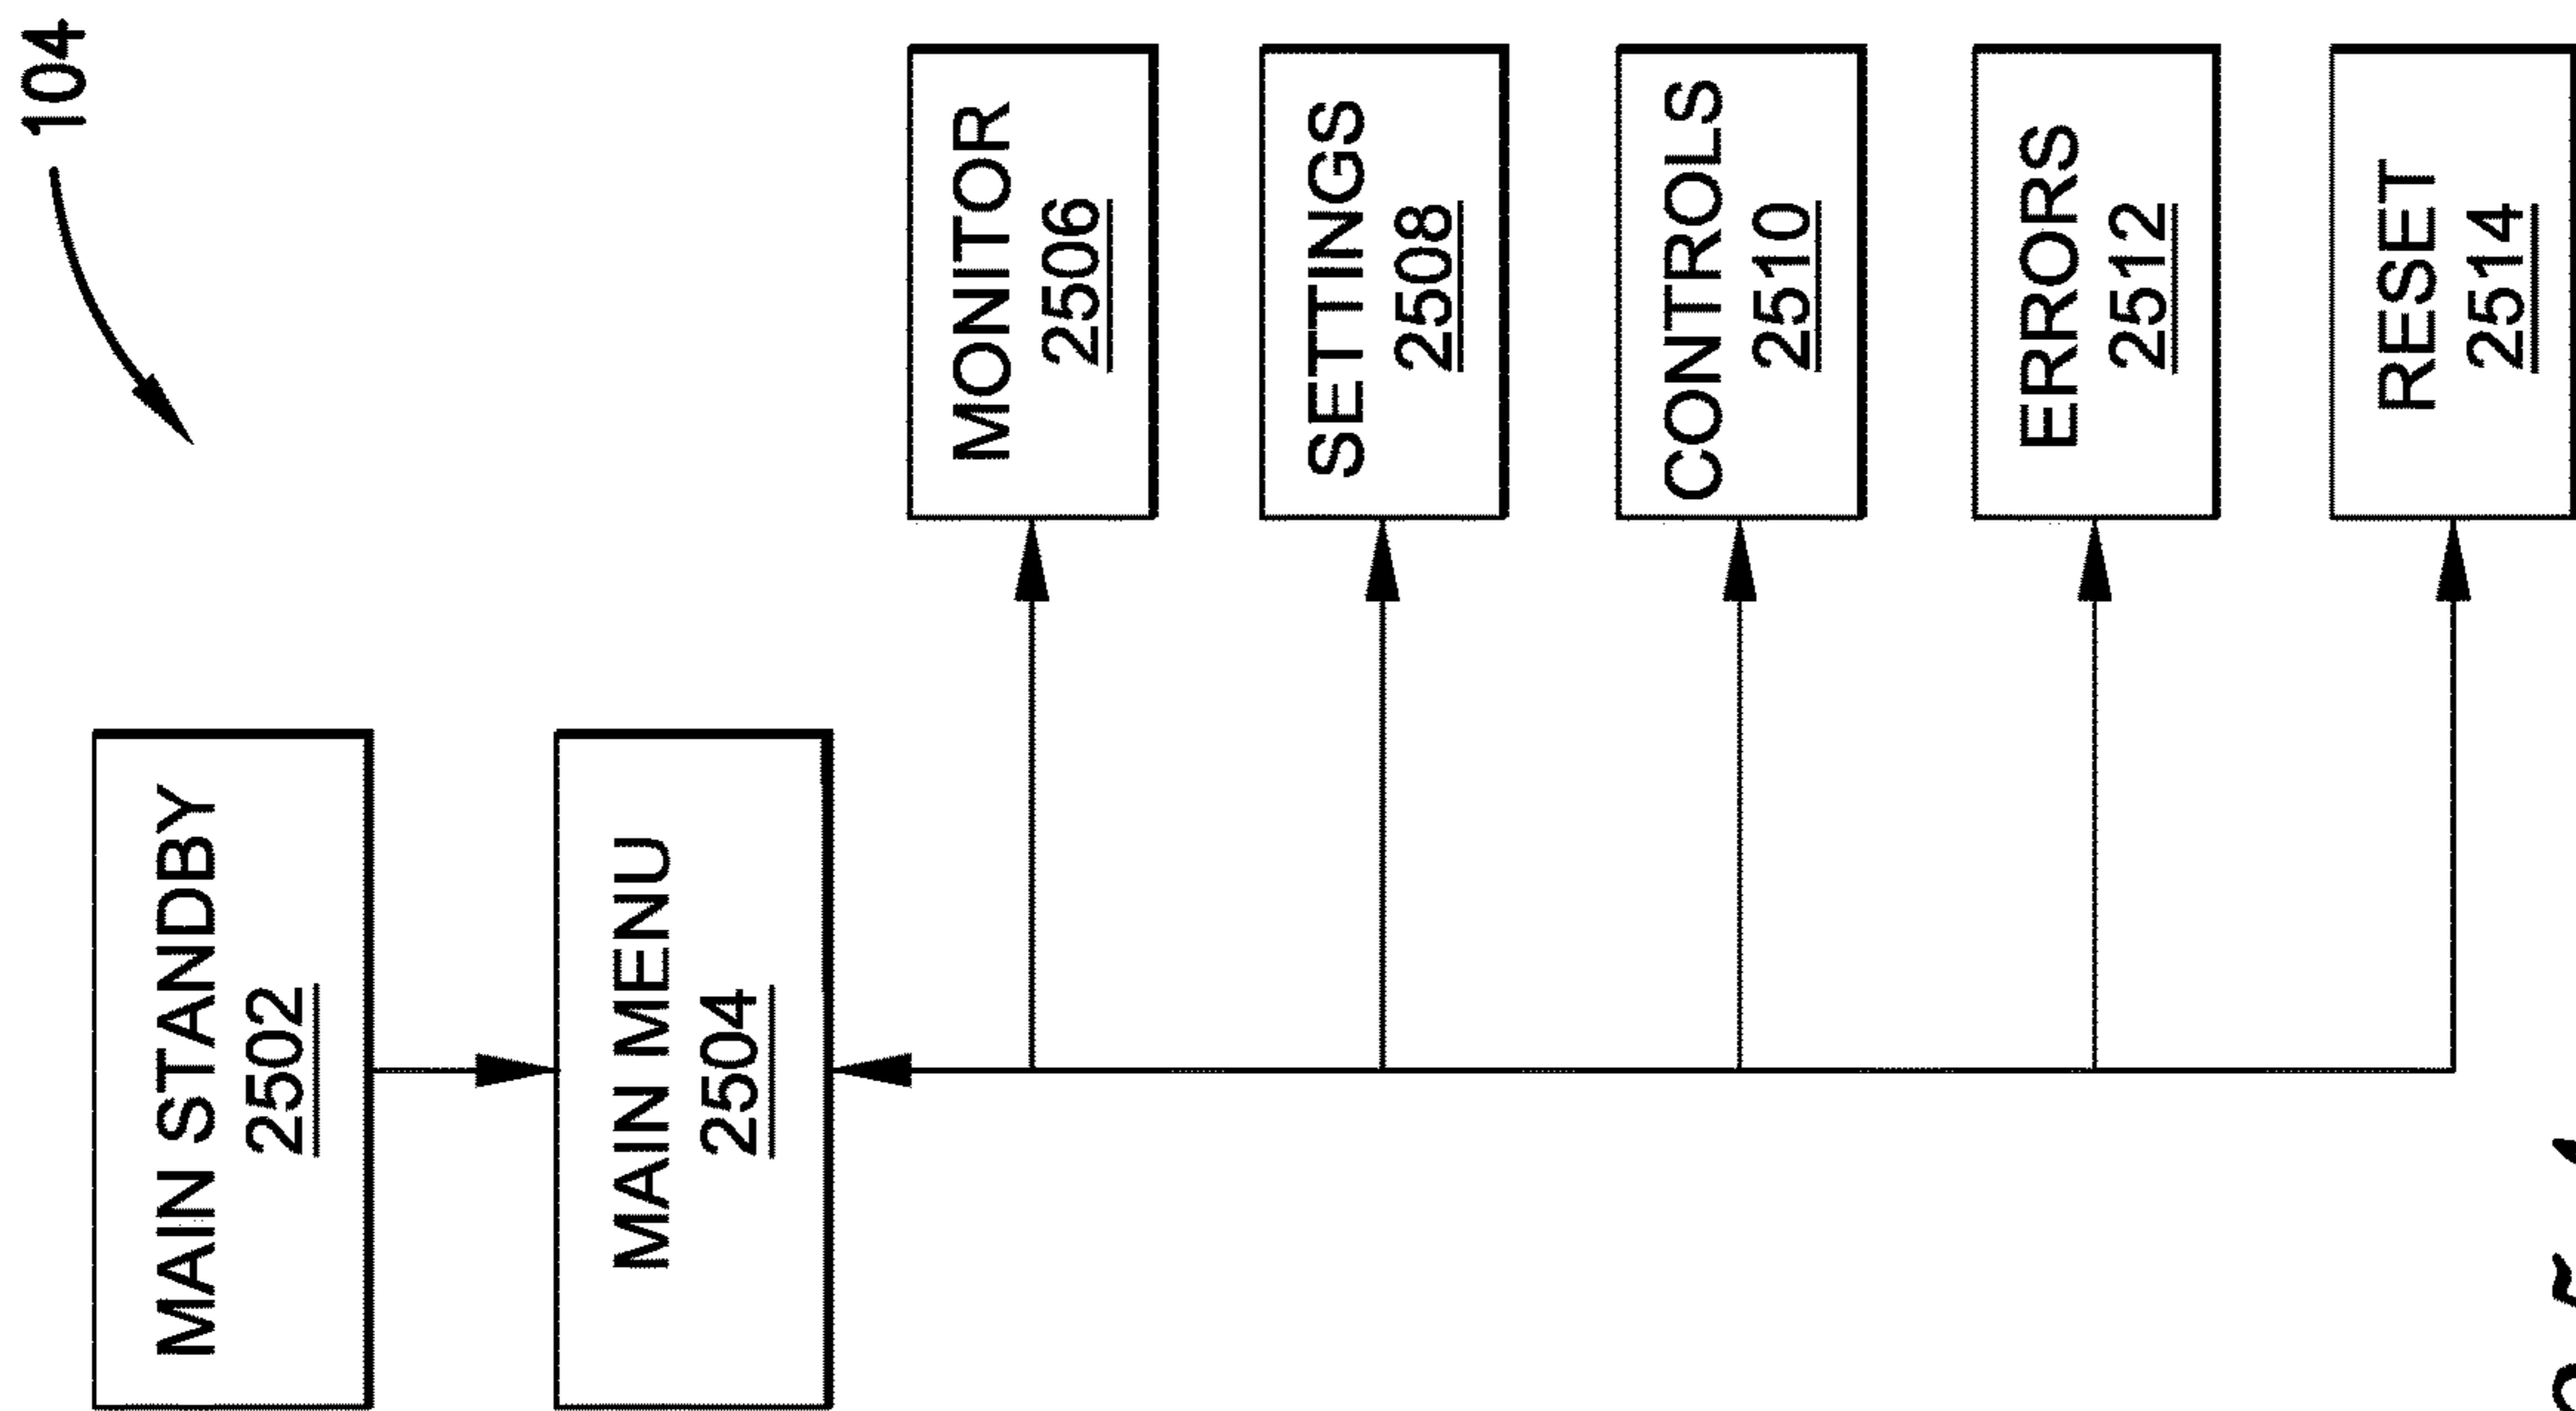 104
MAIN STANDBY
2502
MAIN MENU
2504
MONITOR
2506
SETTINGS
2508
CONTROLS
2510
ERRORS
2512
RESET
2514